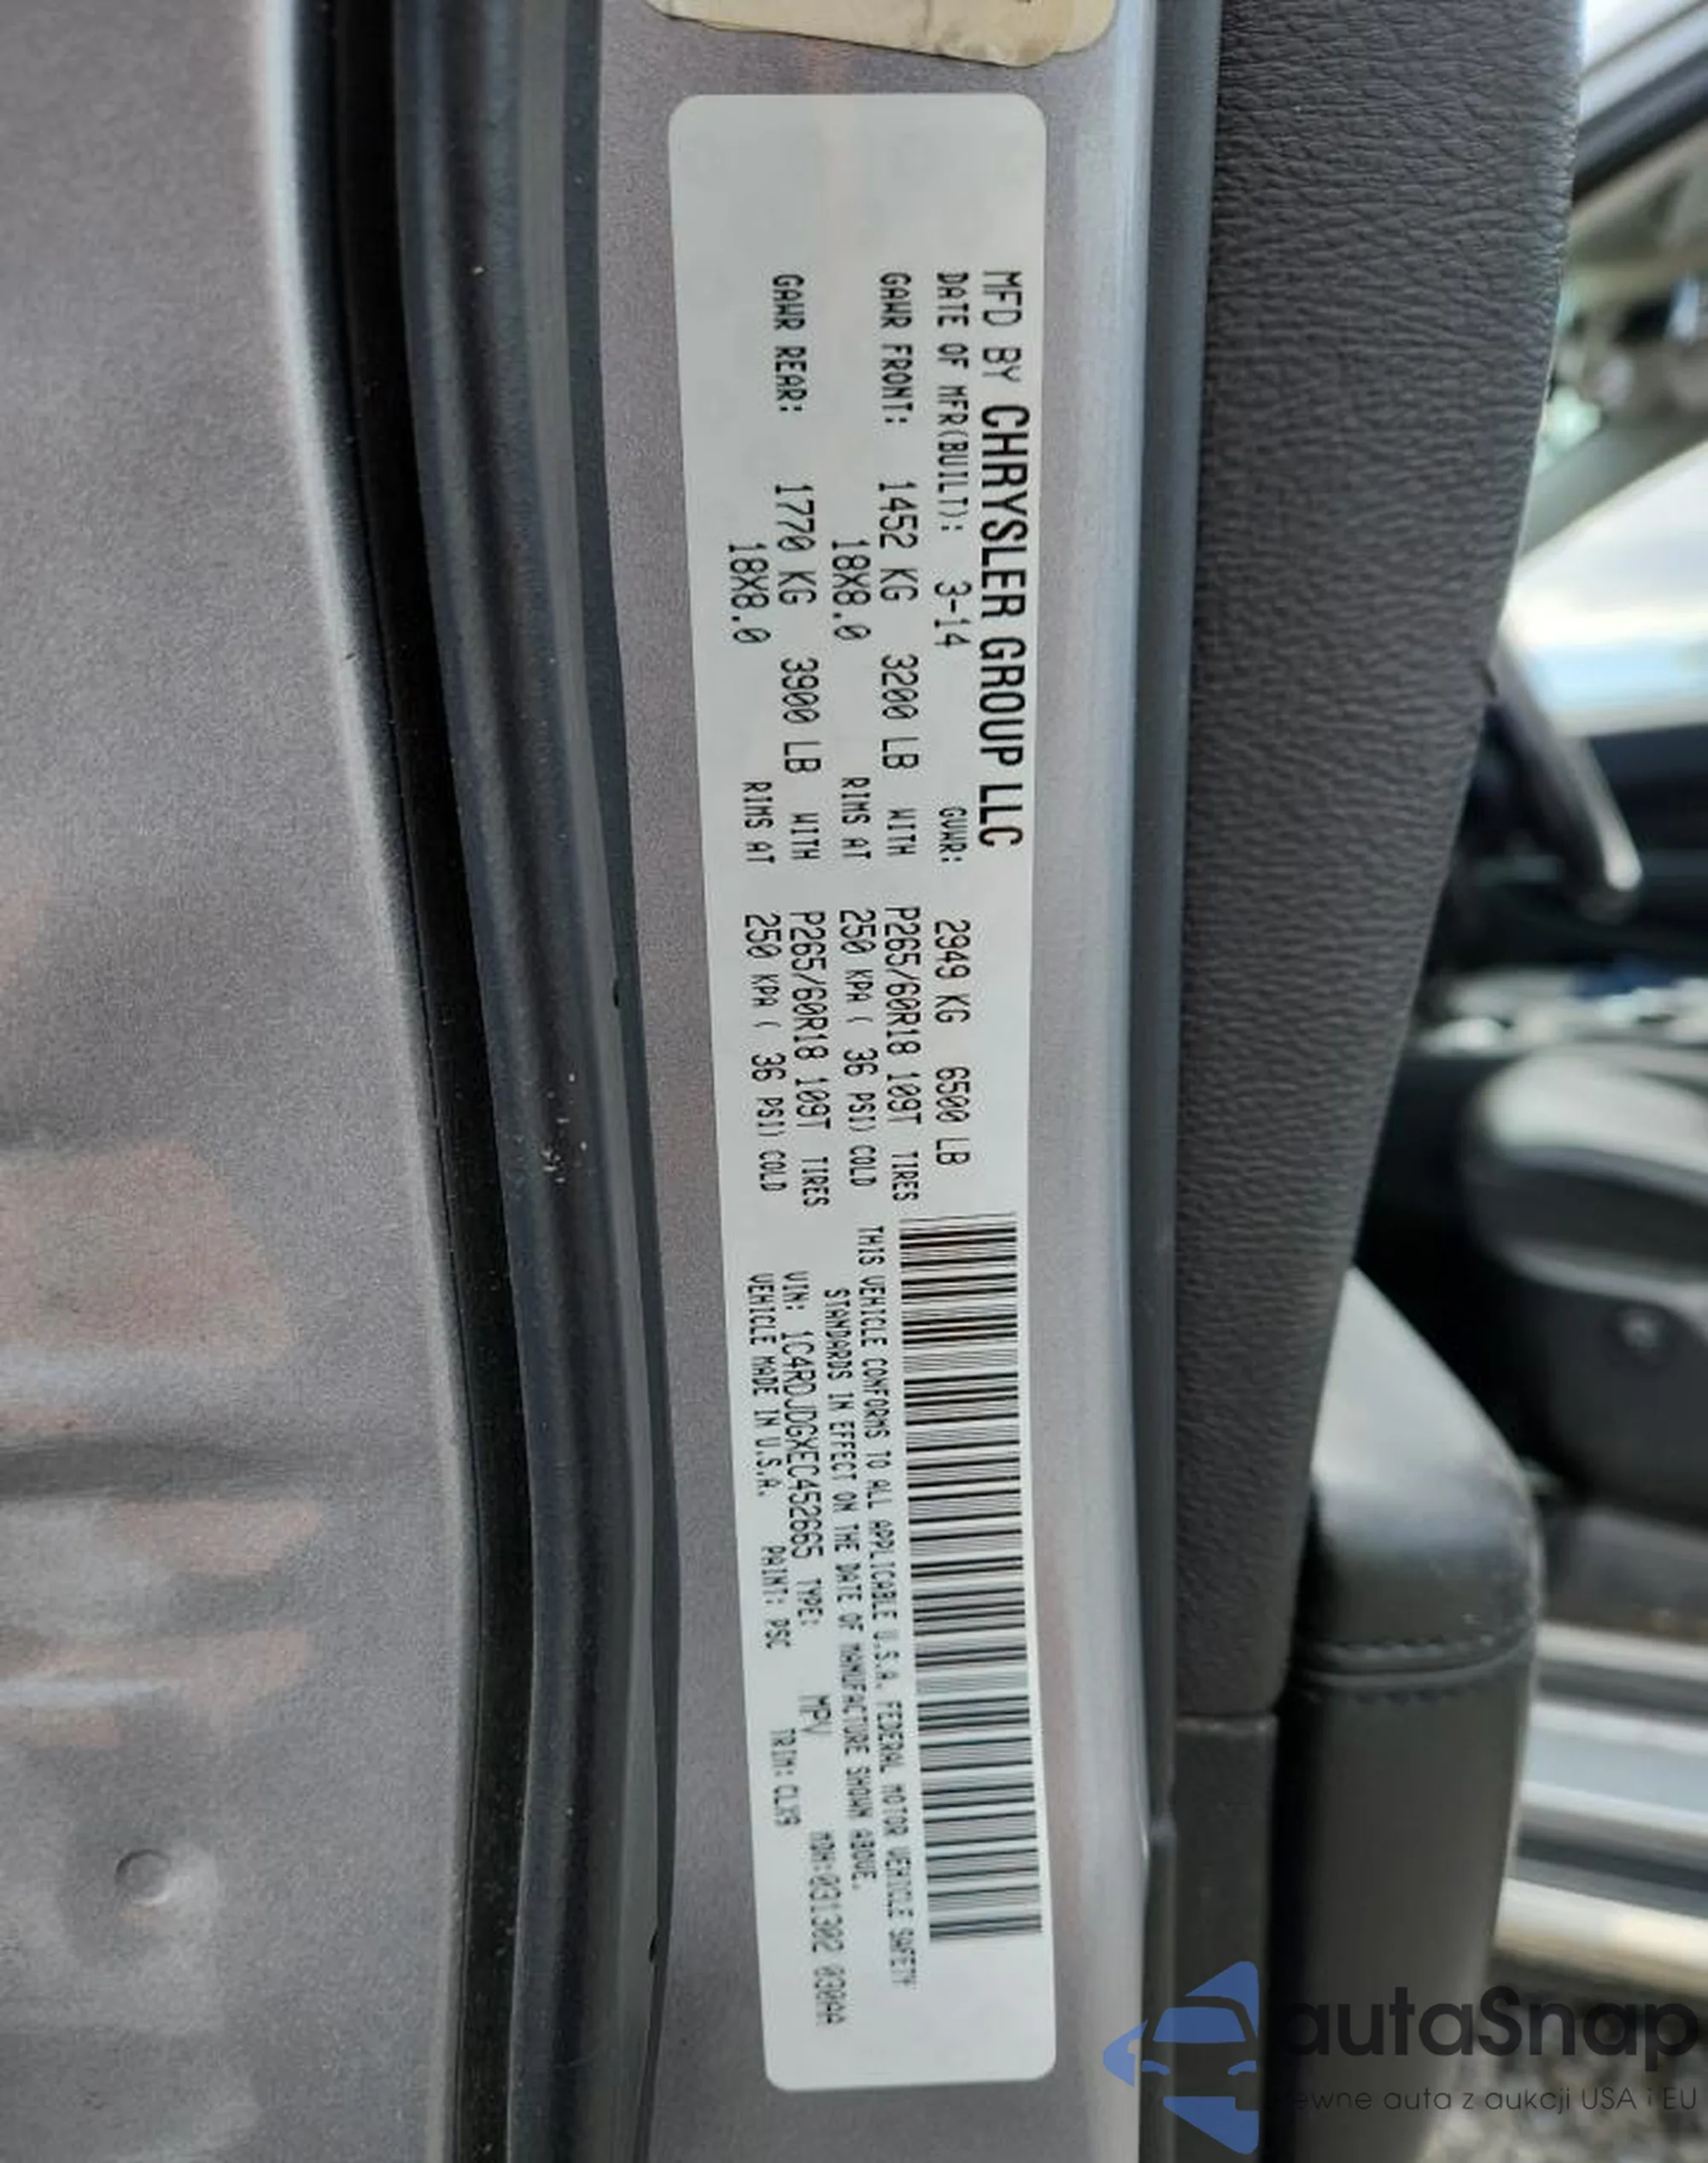 MFD BY CHRYSLER GROUP LLC
DATE OF MFR(BUILT): 3-14 GVWR: 2949 KG 6500 LB
GAWR FRONT: 1452 KG 3200 LB WITH P265/60R18 109T TIRES
18X8.0 RIMS AT 250 KPA ( 36 PSI) COLD
GAWR REAR: 1770 KG 3900 LB WITH P265/60R18 109T TIRES
18X8.0 RIMS AT 250 KPA ( 36 PSI) COLD
THIS VEHICLE CONFORMS TO ALL APPLICABLE U.S.A. FEDERAL MOTOR VEHICLE SAFETY
STANDARDS IN EFFECT ON THE DATE OF MANUFACTURE SHOWN ABOVE.
VIN: 1C4RDJDGXEC452665 TYPE: MPV MDH:031302 030AA
VEHICLE MADE IN U.S.A. PAINT: PSC TRIM: CLX9
autaSnap
ewne auta z aukcji USA i EU